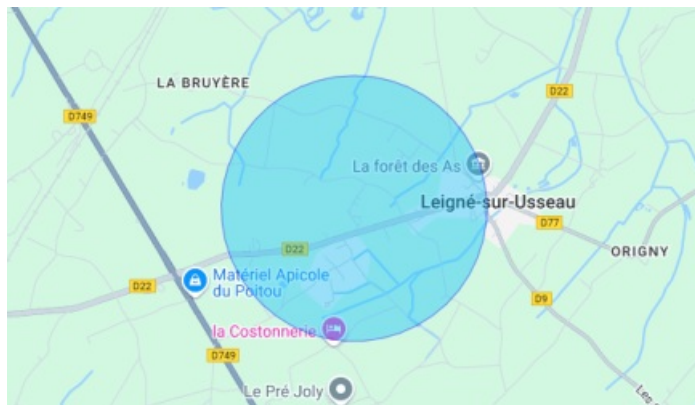 LA BRUYÈRE
D22
D749
La forêt des As
Leigné-sur-Usseau
D77
D22
ORIGNY
Matériel Apicole
du Poitou
D22
D9
la Costonnerie
D749
Le Pré Joly